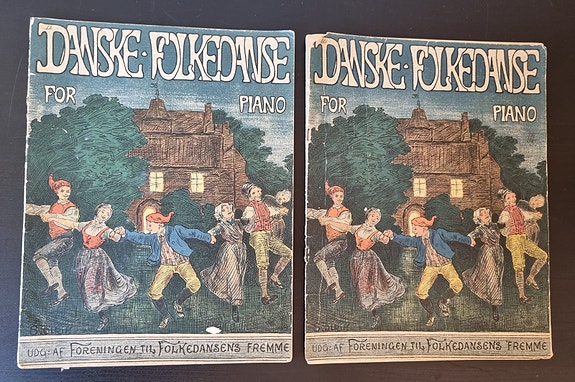 DANSKE · FOLKEDANSE
FOR PIANO
UDG: AF FORENINGEN TIL FOLKEDANSENS FREMME
DANSKE · FOLKEDANSE
FOR PIANO
UDG: AF FORENINGEN TIL FOLKEDANSENS FREMME